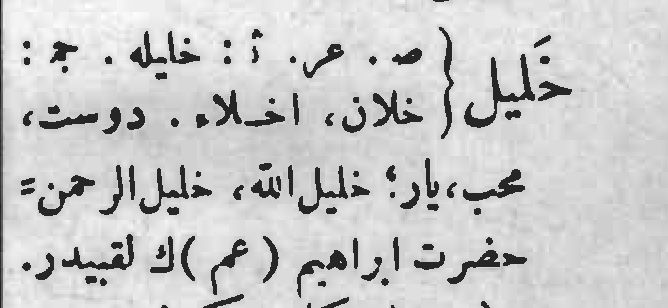 خَليل { ص. عر. ث : خليله. ج :
خلان، اخلاء. دوست،
محب، يار؛ خليل الله، خليل الرحمن =
حضرت ابراهيم (عم)ك لقبيدر.